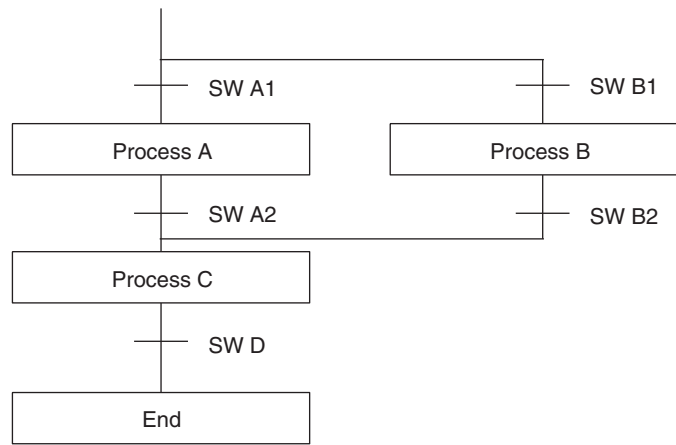 SW A1
SW B1
Process A
Process B
SW A2
SW B2
Process C
SW D
End